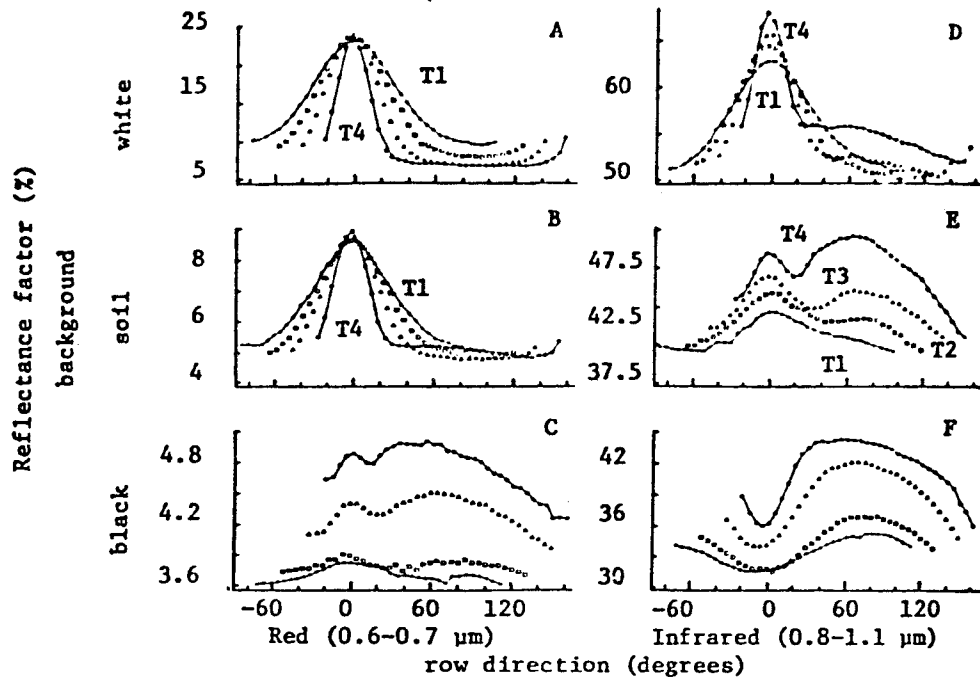 Reflectance factor (%)
background
white
soil
black
25
15
5
A
T1
T4
60
50
D
T4
T1
8
6
4
B
T1
T4
47.5
42.5
37.5
E
T4
T3
T2
T1
4.8
4.2
3.6
C
42
36
39
F
-60 0 60 120
-60 0 60 120
Red (0.6-0.7 µm)
Infrared (0.8-1.1 µm)
row direction (degrees)